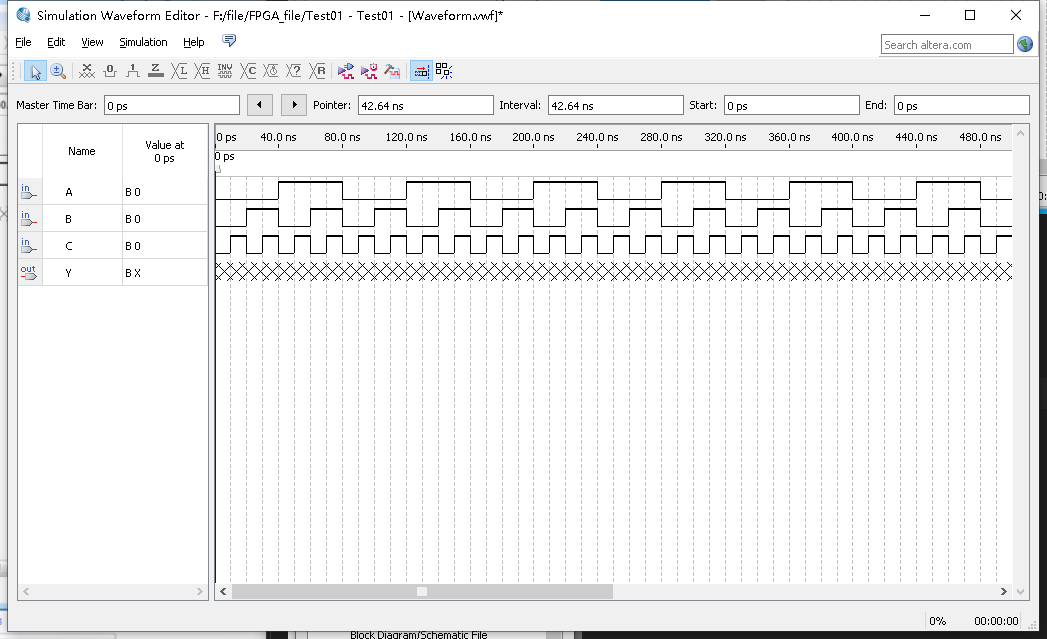 Simulation Waveform Editor - F:/file/FPGA_file/Test01 - Test01 - [Waveform.vwf]*
File Edit View Simulation Help
Search altera.com
Master Time Bar: 0 ps Pointer: 42.64 ns Interval: 42.64 ns Start: 0 ps End: 0 ps
Name Value at 0 ps
0 ps 40.0 ns 80.0 ns 120.0 ns 160.0 ns 200.0 ns 240.0 ns 280.0 ns 320.0 ns 360.0 ns 400.0 ns 440.0 ns 480.0 ns
0 ps
in A B 0
in B B 0
in C B 0
out Y B X
0% 00:00:00
Block Diagram/Schematic File